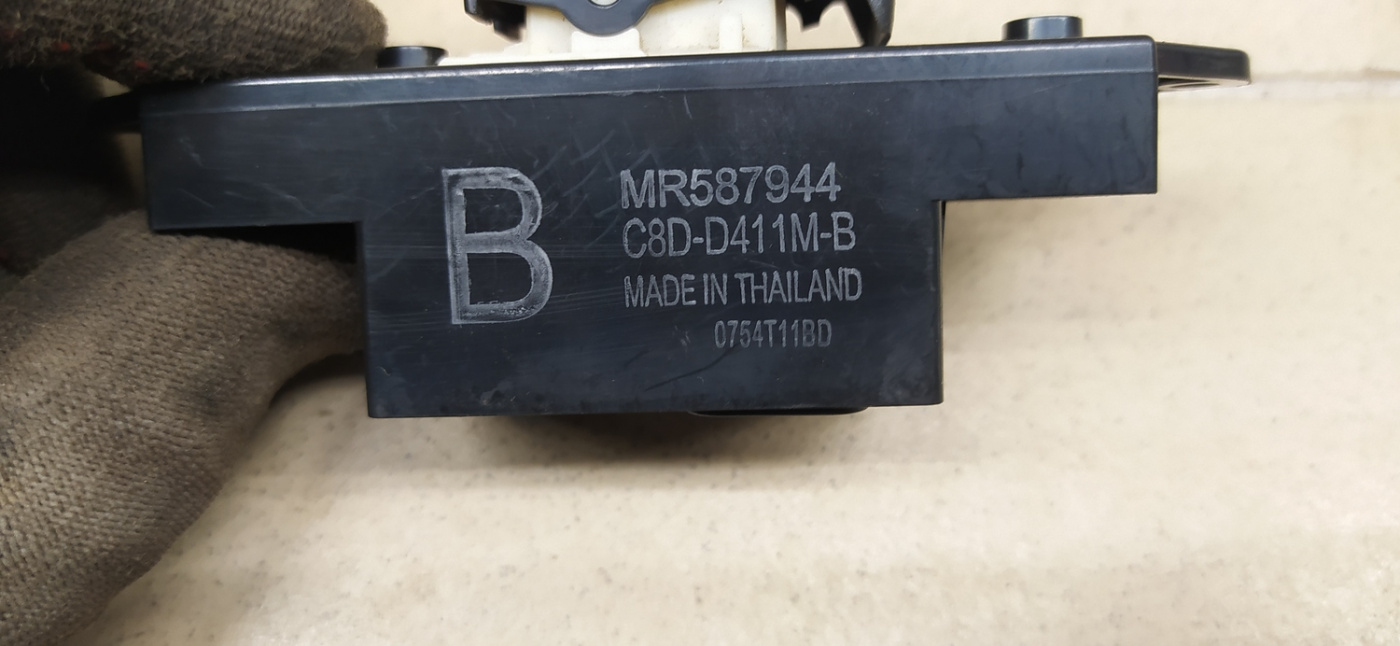 B
MR587944
C8D-D411M-B
MADE IN THAILAND
0754T11BD